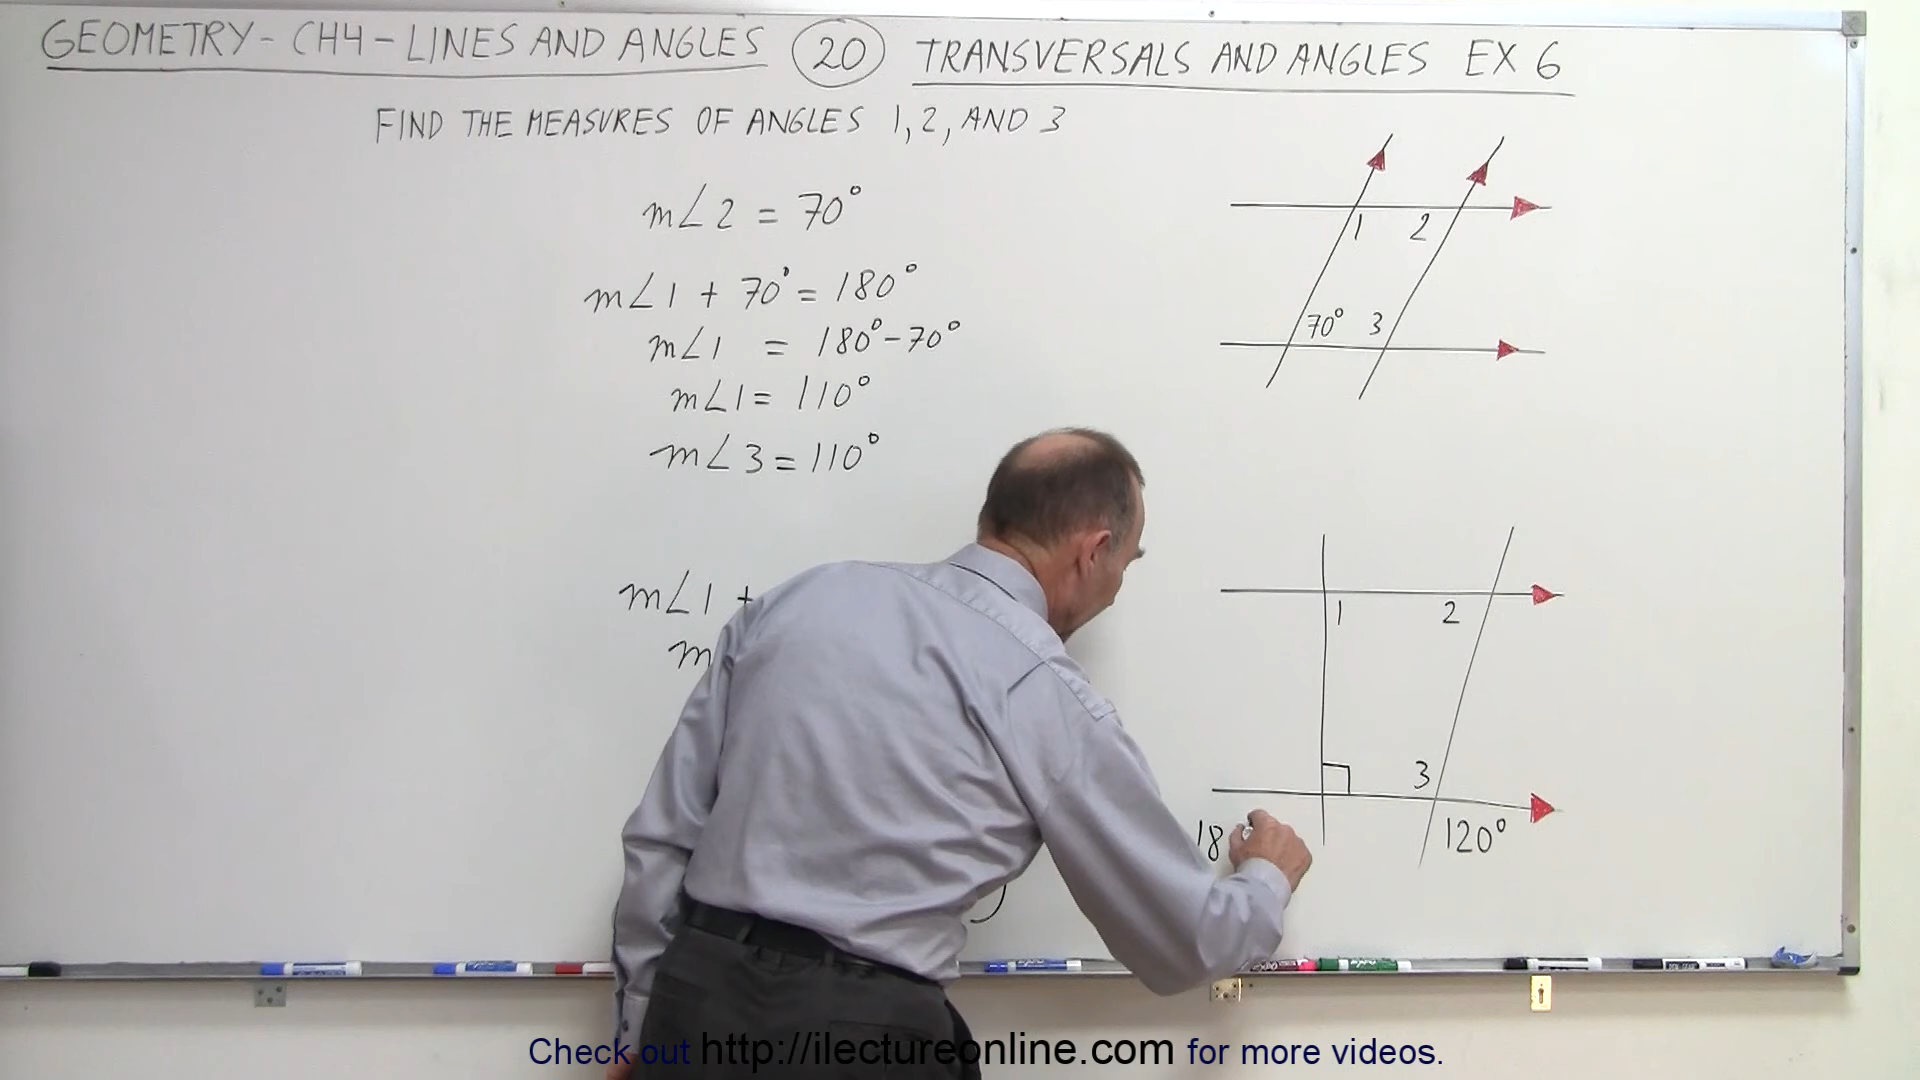 GEOMETRY - CH4 - LINES AND ANGLES (20) TRANSVERSALS AND ANGLES EX 6
FIND THE MEASURES OF ANGLES 1, 2, AND 3
m∠2 = 70°
m∠1 + 70° = 180°
m∠1 = 180° - 70°
m∠1 = 110°
m∠3 = 110°
1 2
70° 3
m∠1 +
m
1 2
3
18
120°
Check out http://ilectureonline.com for more videos.